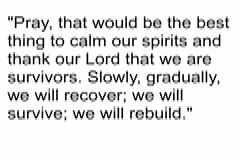 "Pray, that would be the best
thing to calm our spirits and
thank our Lord that we are
survivors. Slowly, gradually,
we will recover; we will
survive; we will rebuild."